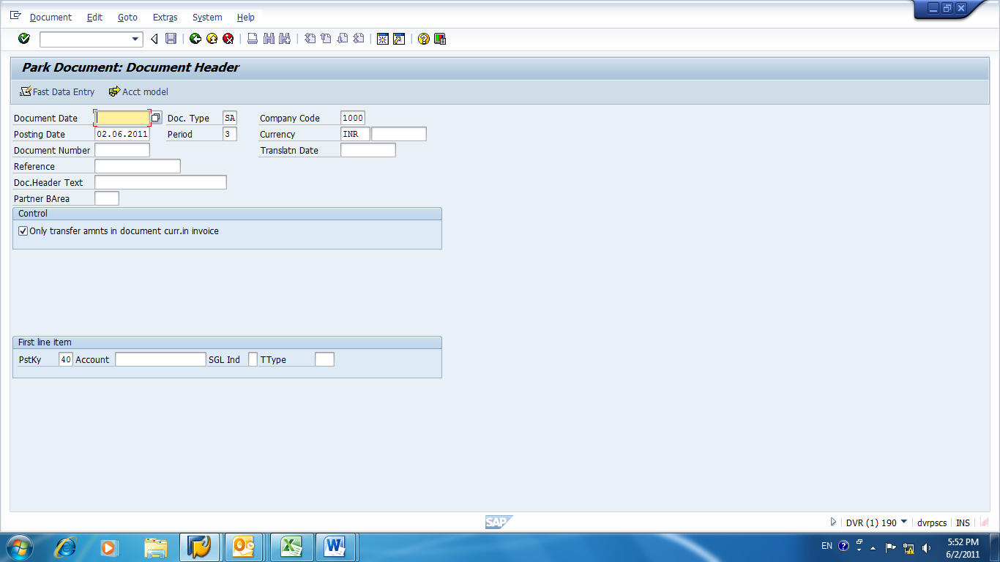 Document Edit Goto Extras System Help
Park Document: Document Header
Fast Data Entry Acct model
Document Date Doc. Type SA Company Code 1000
Posting Date 02.06.2011 Period 3 Currency INR
Document Number Translatn Date
Reference
Doc.Header Text
Partner BArea
Control
Only transfer amnts in document curr.in invoice
First line item
PstKy 40 Account SGL Ind TType
SAP
DVR (1) 190 dvrpscs INS
EN 5:52 PM
6/2/2011